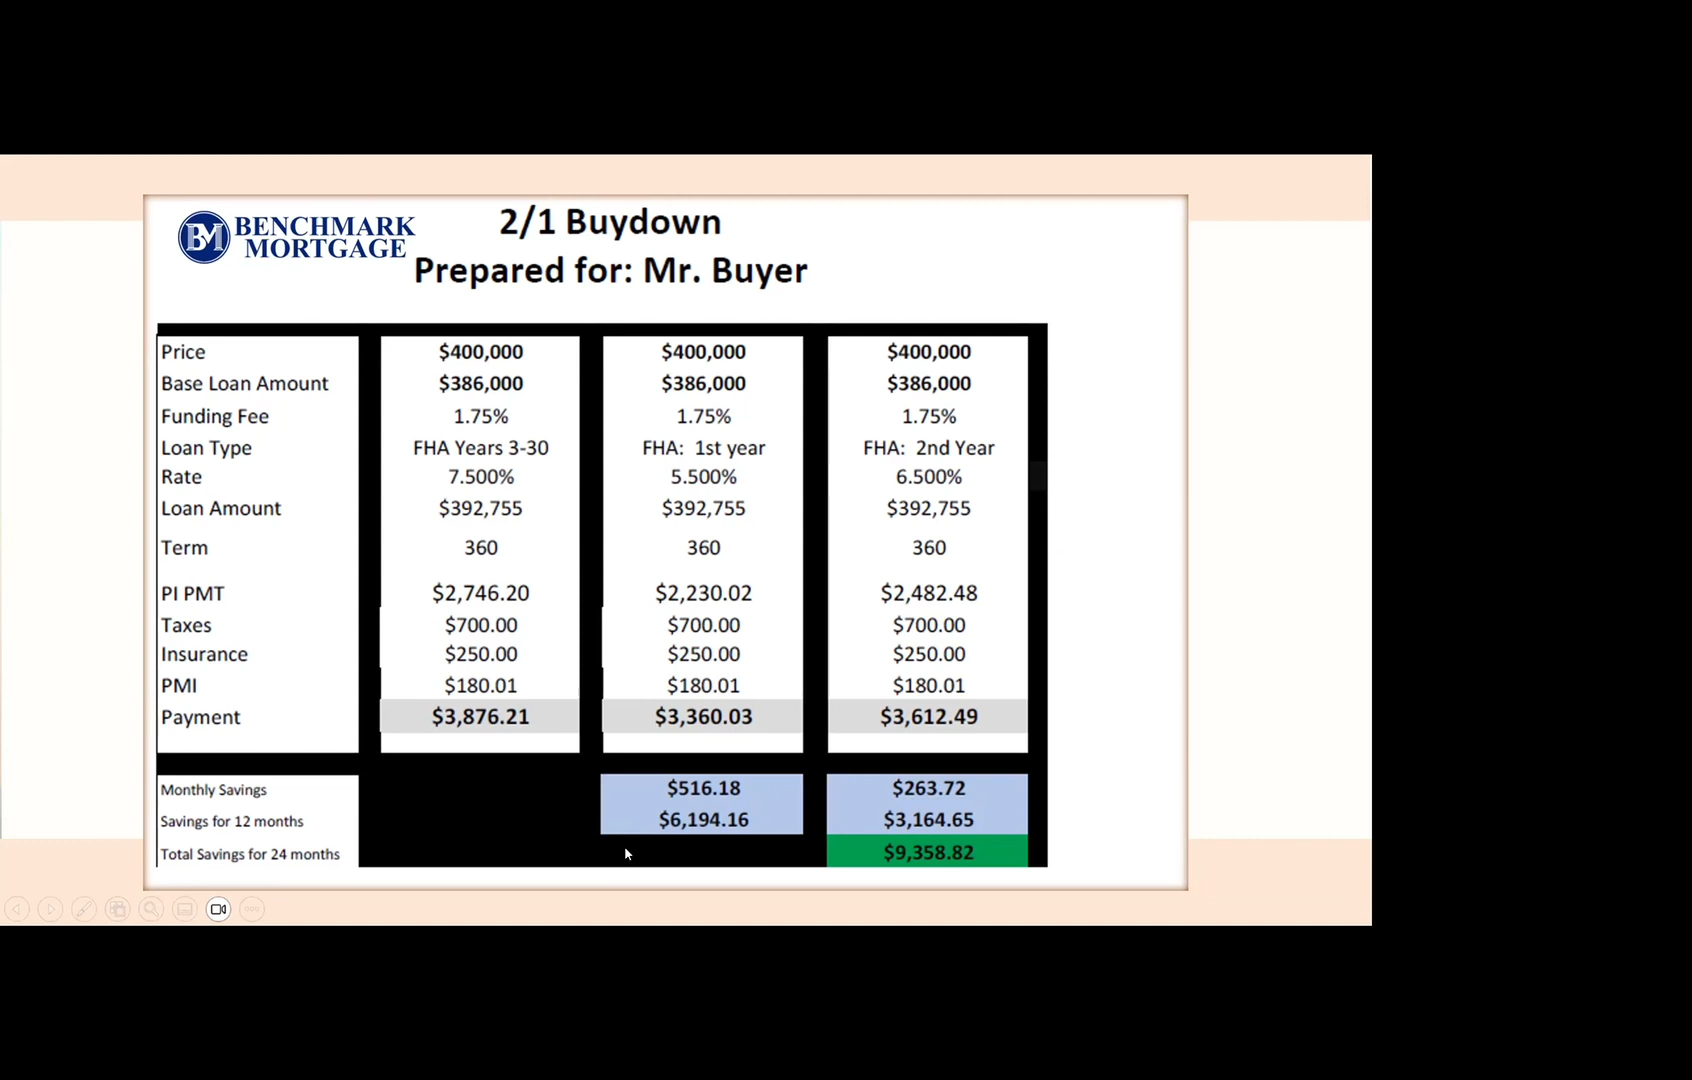 BM BENCHMARK
MORTGAGE
2/1 Buydown
Prepared for: Mr. Buyer
Price $400,000 $400,000 $400,000
Base Loan Amount $386,000 $386,000 $386,000
Funding Fee 1.75% 1.75% 1.75%
Loan Type FHA Years 3-30 FHA: 1st year FHA: 2nd Year
Rate 7.500% 5.500% 6.500%
Loan Amount $392,755 $392,755 $392,755
Term 360 360 360
PI PMT $2,746.20 $2,230.02 $2,482.48
Taxes $700.00 $700.00 $700.00
Insurance $250.00 $250.00 $250.00
PMI $180.01 $180.01 $180.01
Payment $3,876.21 $3,360.03 $3,612.49
Monthly Savings $516.18 $263.72
Savings for 12 months $6,194.16 $3,164.65
Total Savings for 24 months $9,358.82